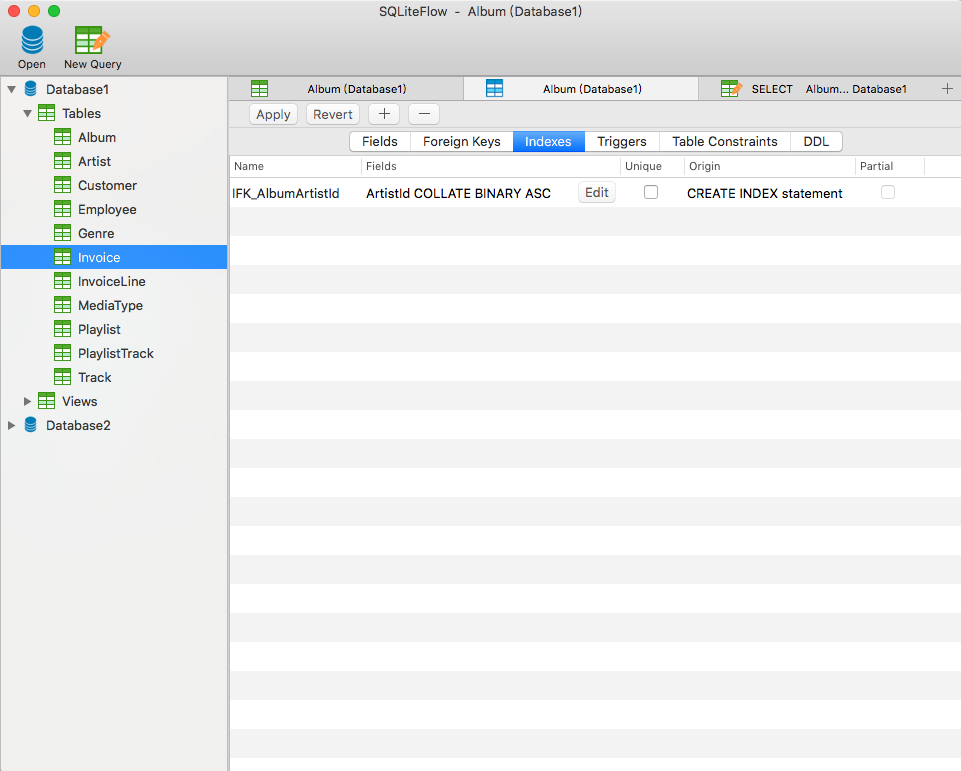 SQLiteFlow - Album (Database1)
Open
New Query
Database1
Tables
Album
Artist
Customer
Employee
Genre
Invoice
InvoiceLine
MediaType
Playlist
PlaylistTrack
Track
Views
Database2
Album (Database1)
Album (Database1)
SELECT Album... Database1
Apply
Revert
Fields
Foreign Keys
Indexes
Triggers
Table Constraints
DDL
Name
Fields
Unique
Origin
Partial
IFK_AlbumArtistId
ArtistId COLLATE BINARY ASC
Edit
CREATE INDEX statement